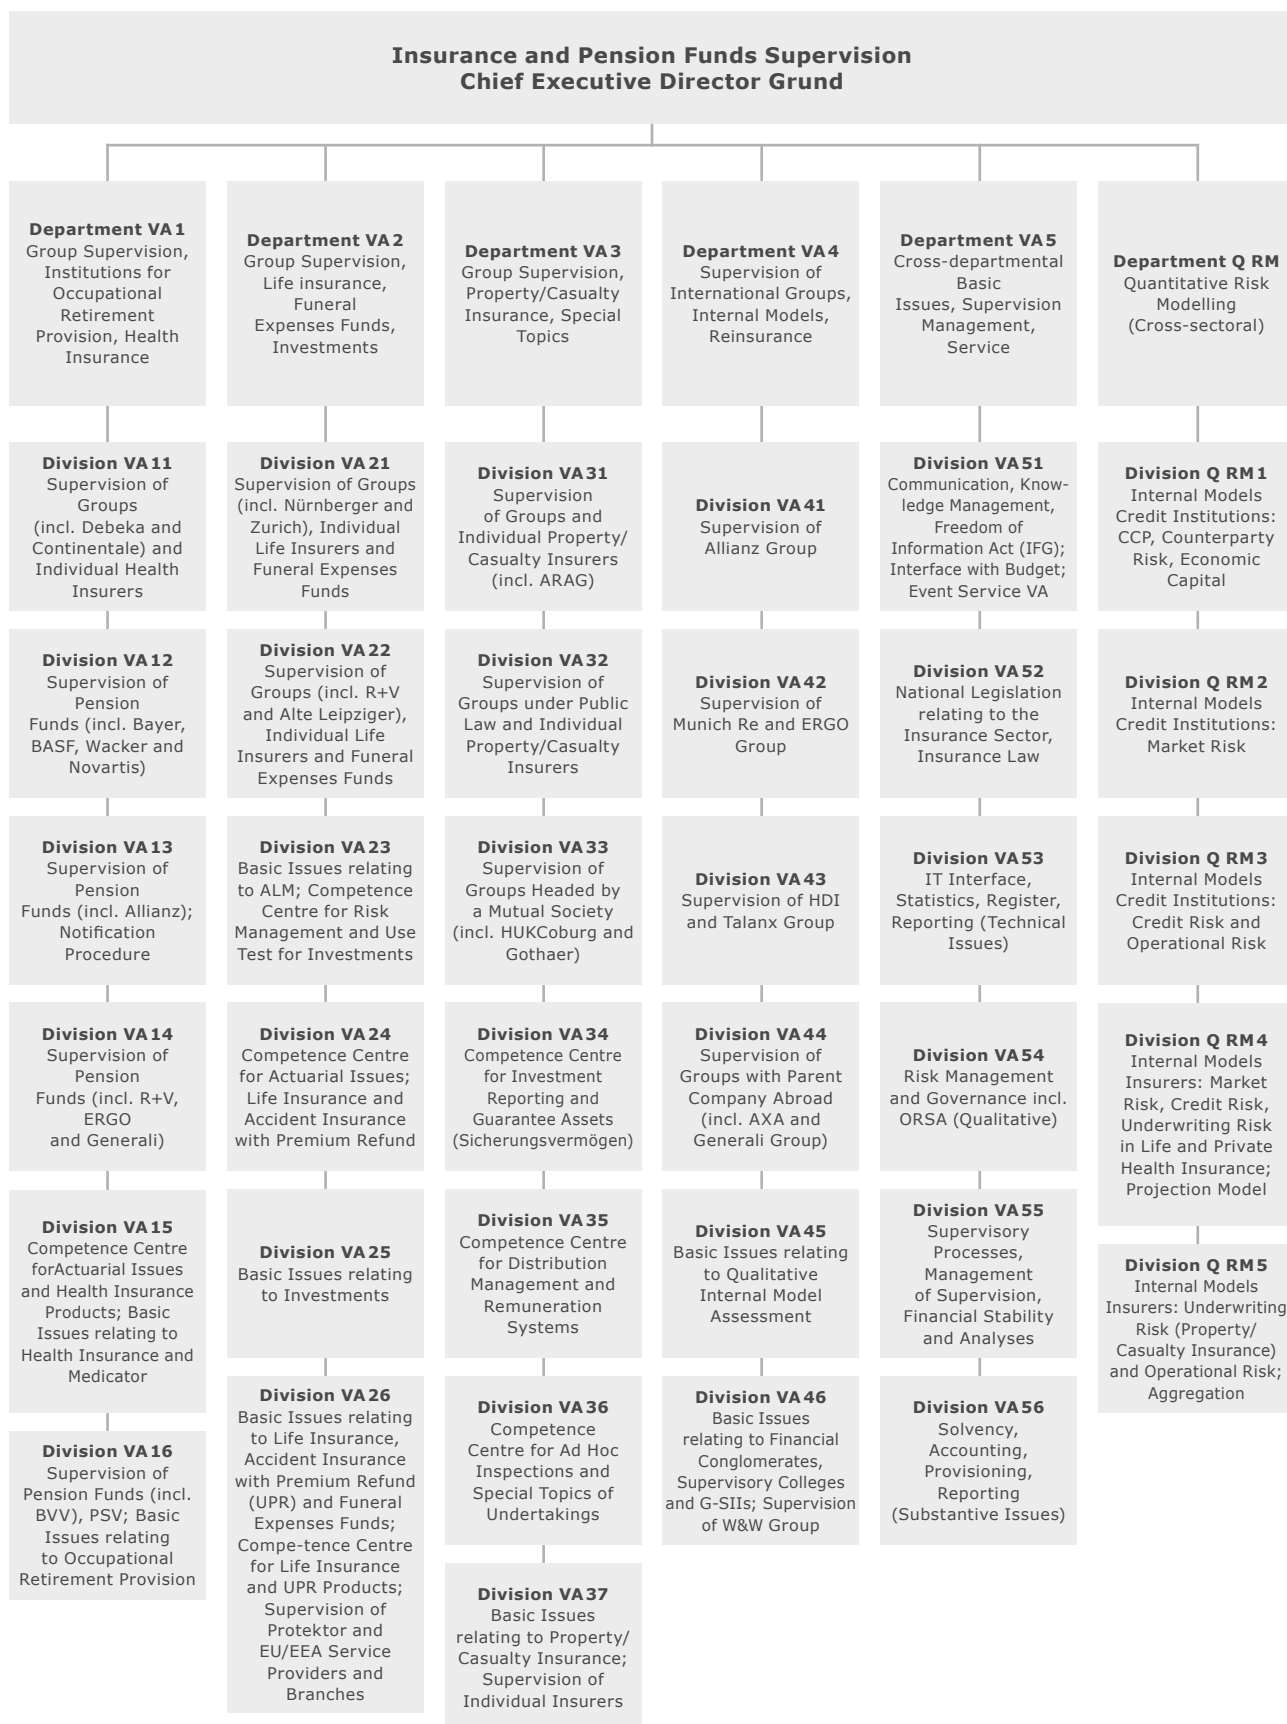 Insurance and Pension Funds Supervision
Chief Executive Director Grund
Department VA 1
Group Supervision,
Institutions for
Occupational
Retirement
Provision, Health
Insurance
Division VA 11
Supervision of
Groups
(incl. Debeka and
Continentale) and
Individual Health
Insurers
Division VA 12
Supervision of
Pension
Funds (incl. Bayer,
BASF, Wacker and
Novartis)
Division VA 13
Supervision of
Pension
Funds (incl. Allianz);
Notification
Procedure
Division VA 14
Supervision of
Pension
Funds (incl. R+V,
ERGO
and Generali)
Division VA 15
Competence Centre
forActuarial Issues
and Health Insurance
Products; Basic
Issues relating to
Health Insurance and
Medicator
Division VA 16
Supervision of
Pension Funds (incl.
BVV), PSV; Basic
Issues relating
to Occupational
Retirement Provision
Department VA 2
Group Supervision,
Life insurance,
Funeral
Expenses Funds,
Investments
Division VA 21
Supervision of Groups
(incl. Nürnberger and
Zurich), Individual
Life Insurers and
Funeral Expenses
Funds
Division VA 22
Supervision of
Groups (incl. R+V
and Alte Leipziger),
Individual Life
Insurers and Funeral
Expenses Funds
Division VA 23
Basic Issues relating
to ALM; Competence
Centre for Risk
Management and Use
Test for Investments
Division VA 24
Competence Centre
for Actuarial Issues;
Life Insurance and
Accident Insurance
with Premium Refund
Division VA 25
Basic Issues relating
to Investments
Division VA 26
Basic Issues relating
to Life Insurance,
Accident Insurance
with Premium Refund
(UPR) and Funeral
Expenses Funds;
Compe-tence Centre
for Life Insurance
and UPR Products;
Supervision of
Protektor and
EU/EEA Service
Providers and
Branches
Department VA 3
Group Supervision,
Property/Casualty
Insurance, Special
Topics
Division VA 31
Supervision
of Groups and
Individual Property/
Casualty Insurers
(incl. ARAG)
Division VA 32
Supervision of
Groups under Public
Law and Individual
Property/Casualty
Insurers
Division VA 33
Supervision of
Groups Headed by
a Mutual Society
(incl. HUKCoburg and
Gothaer)
Division VA 34
Competence Centre
for Investment
Reporting and
Guarantee Assets
(Sicherungsvermögen)
Division VA 35
Competence Centre
for Distribution
Management and
Remuneration
Systems
Division VA 36
Competence
Centre for Ad Hoc
Inspections and
Special Topics of
Undertakings
Division VA 37
Basic Issues
relating to Property/
Casualty Insurance;
Supervision of
Individual Insurers
Department VA 4
Supervision of
International Groups,
Internal Models,
Reinsurance
Division VA 41
Supervision of
Allianz Group
Division VA 42
Supervision of
Munich Re and ERGO
Group
Division VA 43
Supervision of HDI
and Talanx Group
Division VA 44
Supervision of
Groups with Parent
Company Abroad
(incl. AXA and
Generali Group)
Division VA 45
Basic Issues relating
to Qualitative
Internal Model
Assessment
Division VA 46
Basic Issues
relating to Financial
Conglomerates,
Supervisory Colleges
and G-SIIs; Supervision
of W&W Group
Department VA 5
Cross-departmental
Basic
Issues, Supervision
Management,
Service
Division VA 51
Communication, Know-
ledge Management,
Freedom of
Information Act (IFG);
Interface with Budget;
Event Service VA
Division VA 52
National Legislation
relating to the
Insurance Sector,
Insurance Law
Division VA 53
IT Interface,
Statistics, Register,
Reporting (Technical
Issues)
Division VA 54
Risk Management
and Governance incl.
ORSA (Qualitative)
Division VA 55
Supervisory
Processes,
Management
of Supervision,
Financial Stability
and Analyses
Division VA 56
Solvency,
Accounting,
Provisioning,
Reporting
(Substantive Issues)
Department Q RM
Quantitative Risk
Modelling
(Cross-sectoral)
Division Q RM 1
Internal Models
Credit Institutions:
CCP, Counterparty
Risk, Economic
Capital
Division Q RM 2
Internal Models
Credit Institutions:
Market Risk
Division Q RM 3
Internal Models
Credit Institutions:
Credit Risk and
Operational Risk
Division Q RM 4
Internal Models
Insurers: Market
Risk, Credit Risk,
Underwriting Risk
in Life and Private
Health Insurance;
Projection Model
Division Q RM 5
Internal Models
Insurers: Underwriting
Risk (Property/
Casualty Insurance)
and Operational Risk;
Aggregation